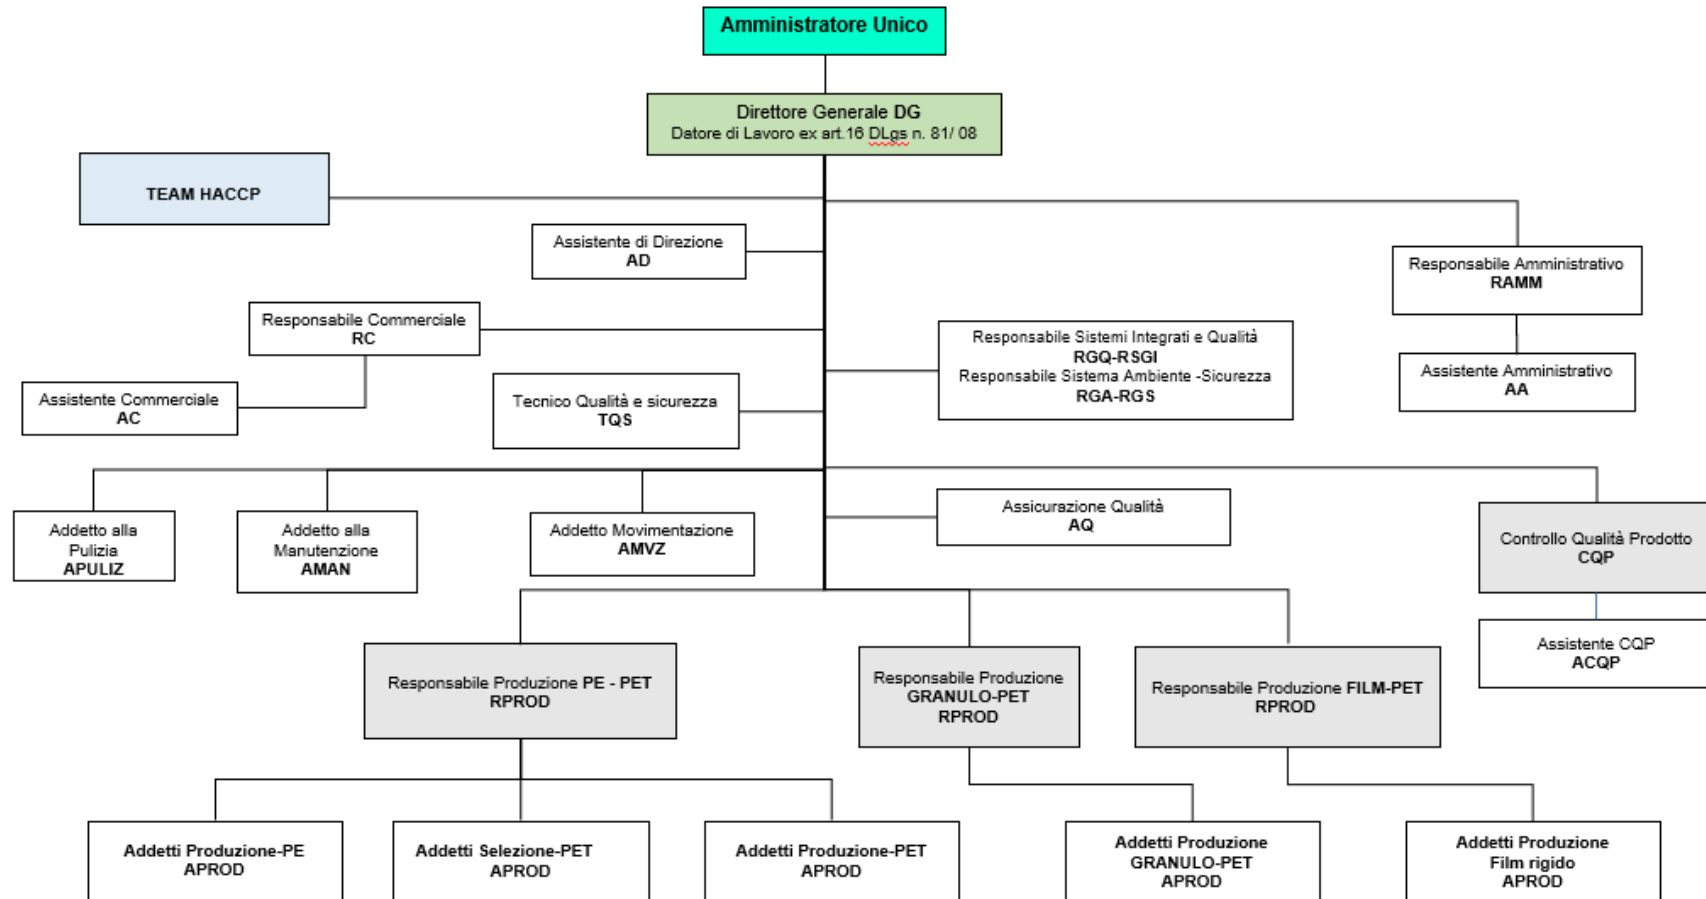 Amministratore Unico
Direttore Generale DG
Datore di Lavoro ex art.16 DLgs n. 81/ 08
TEAM HACCP
Assistente di Direzione
AD
Responsabile Amministrativo
RAMM
Responsabile Commerciale
RC
Responsabile Sistemi Integrati e Qualità
RGQ-RSGI
Responsabile Sistema Ambiente -Sicurezza
RGA-RGS
Assistente Amministrativo
AA
Assistente Commerciale
AC
Tecnico Qualità e sicurezza
TQS
Addetto alla
Pulizia
APULIZ
Addetto alla
Manutenzione
AMAN
Addetto Movimentazione
AMVZ
Assicurazione Qualità
AQ
Controllo Qualità Prodotto
CQP
Assistente CQP
ACQP
Responsabile Produzione PE - PET
RPROD
Responsabile Produzione
GRANULO-PET
RPROD
Responsabile Produzione FILM-PET
RPROD
Addetti Produzione-PE
APROD
Addetti Selezione-PET
APROD
Addetti Produzione-PET
APROD
Addetti Produzione
GRANULO-PET
APROD
Addetti Produzione
Film rigido
APROD